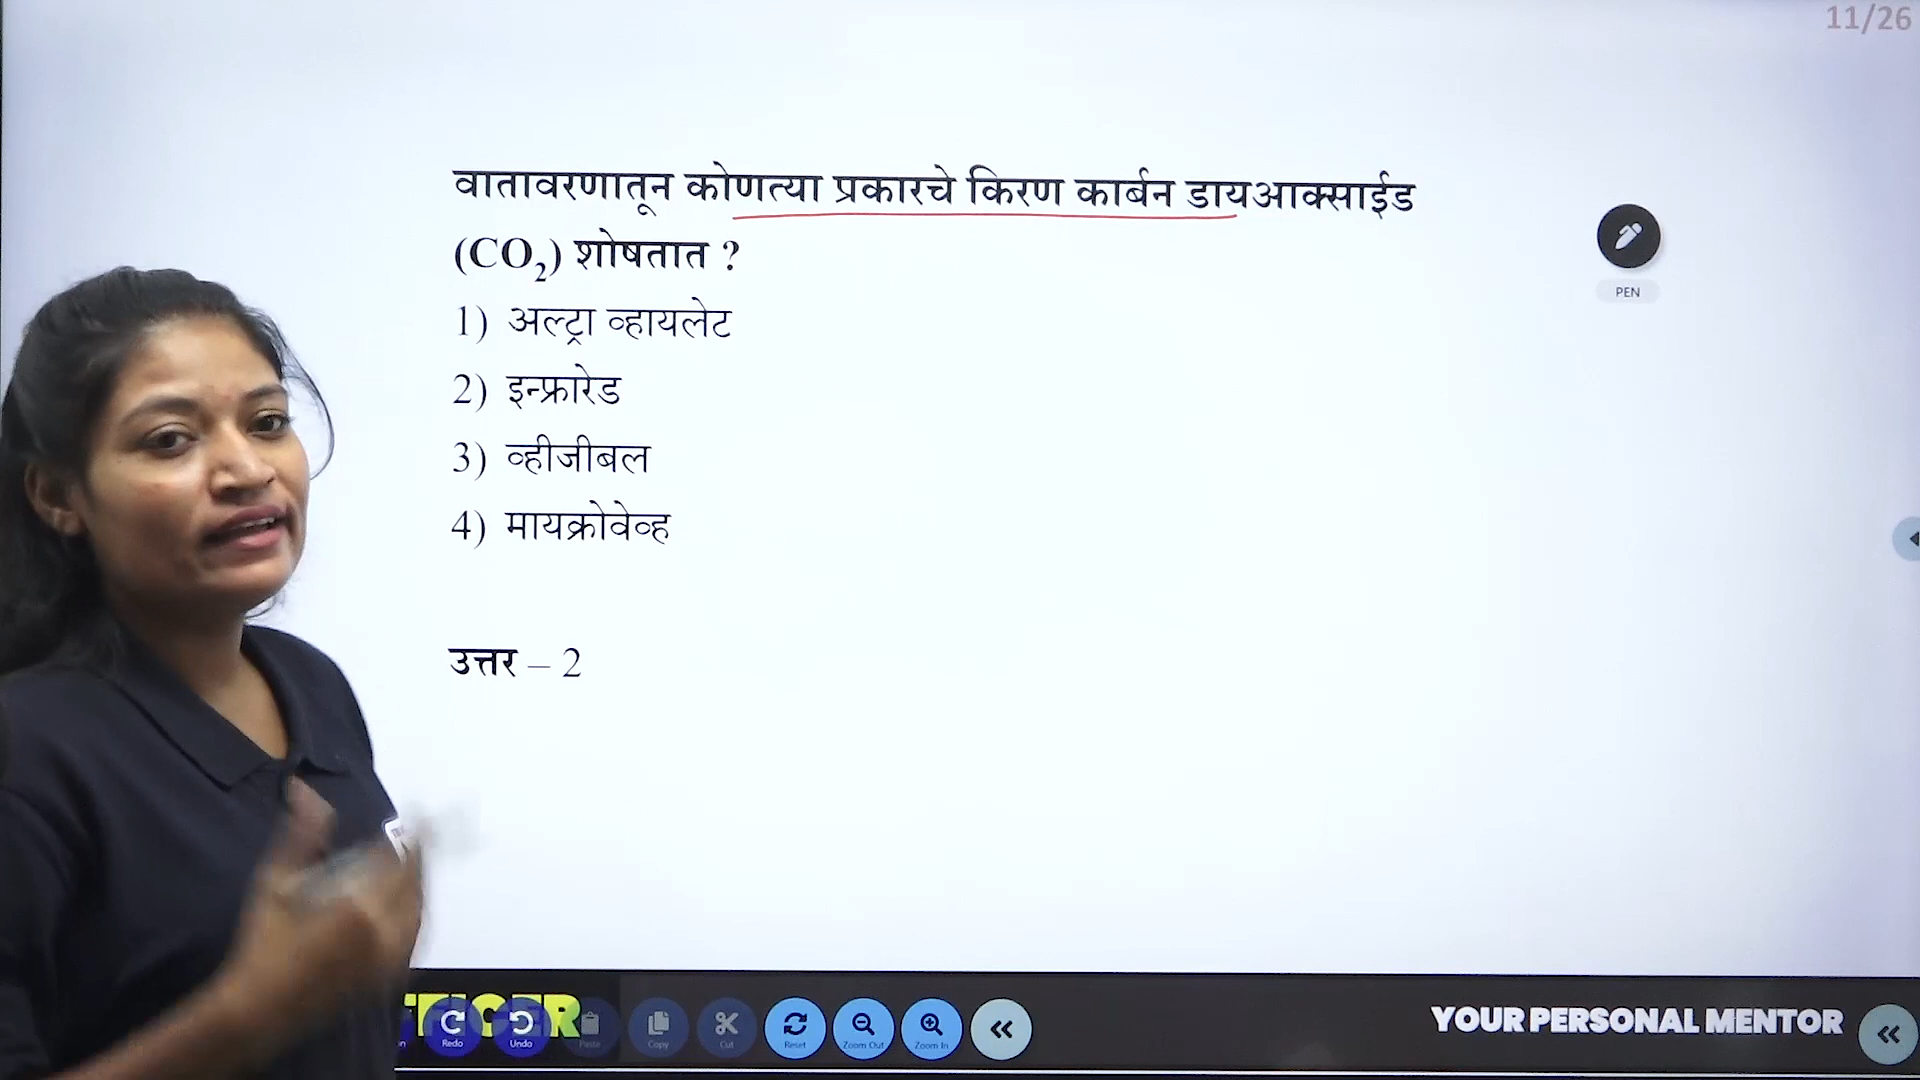 11/26
वातावरणातून कोणत्या प्रकारचे किरण कार्बन डायआक्साईड
(CO₂) शोषतात ?
1) अल्ट्रा व्हायलेट
2) इन्फ्रारेड
3) व्हीजीबल
4) मायक्रोवेव्ह
उत्तर – 2
PEN
Redo Undo Paste Copy Cut Reset Zoom Out Zoom In
YOUR PERSONAL MENTOR